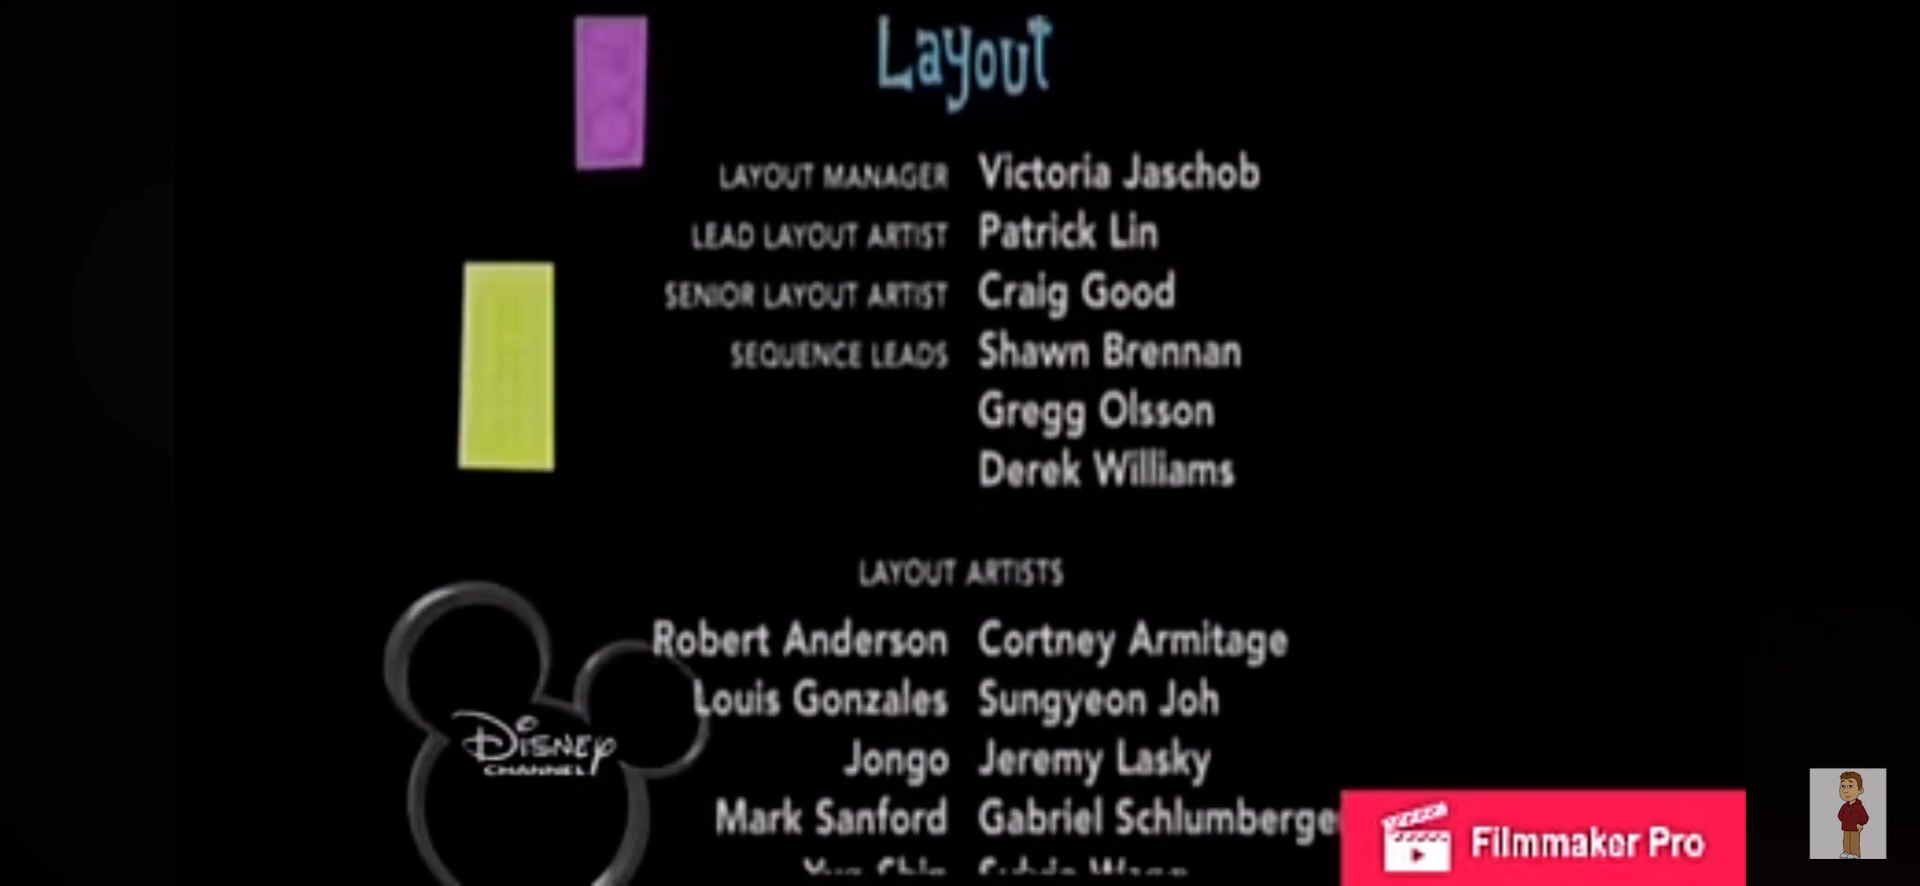 Layout
LAYOUT MANAGER Victoria Jaschob
LEAD LAYOUT ARTIST Patrick Lin
SENIOR LAYOUT ARTIST Craig Good
SEQUENCE LEADS Shawn Brennan
Gregg Olsson
Derek Williams
LAYOUT ARTISTS
Robert Anderson Cortney Armitage
Louis Gonzales Sungyeon Joh
Jongo Jeremy Lasky
Mark Sanford Gabriel Schlumberge
DISNEY
CHANNEL
Filmmaker Pro